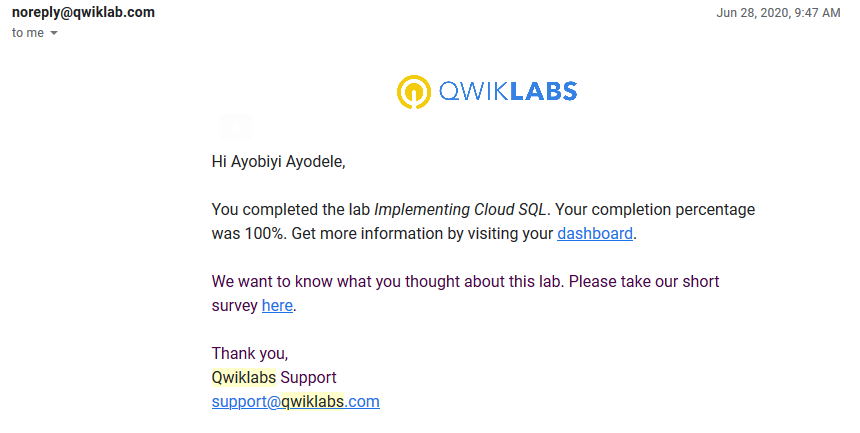 noreply@qwiklab.com
Jun 28, 2020, 9:47 AM
to me
QWIKLABS
Hi Ayobiyi Ayodele,
You completed the lab Implementing Cloud SQL. Your completion percentage
was 100%. Get more information by visiting your dashboard.
We want to know what you thought about this lab. Please take our short
survey here.
Thank you,
Qwiklabs Support
support@qwiklabs.com